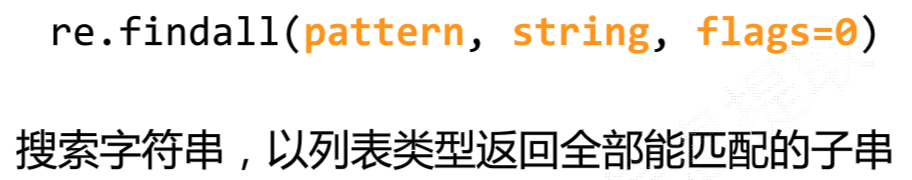 re.findall(pattern, string, flags=0)
搜索字符串，以列表类型返回全部能匹配的子串